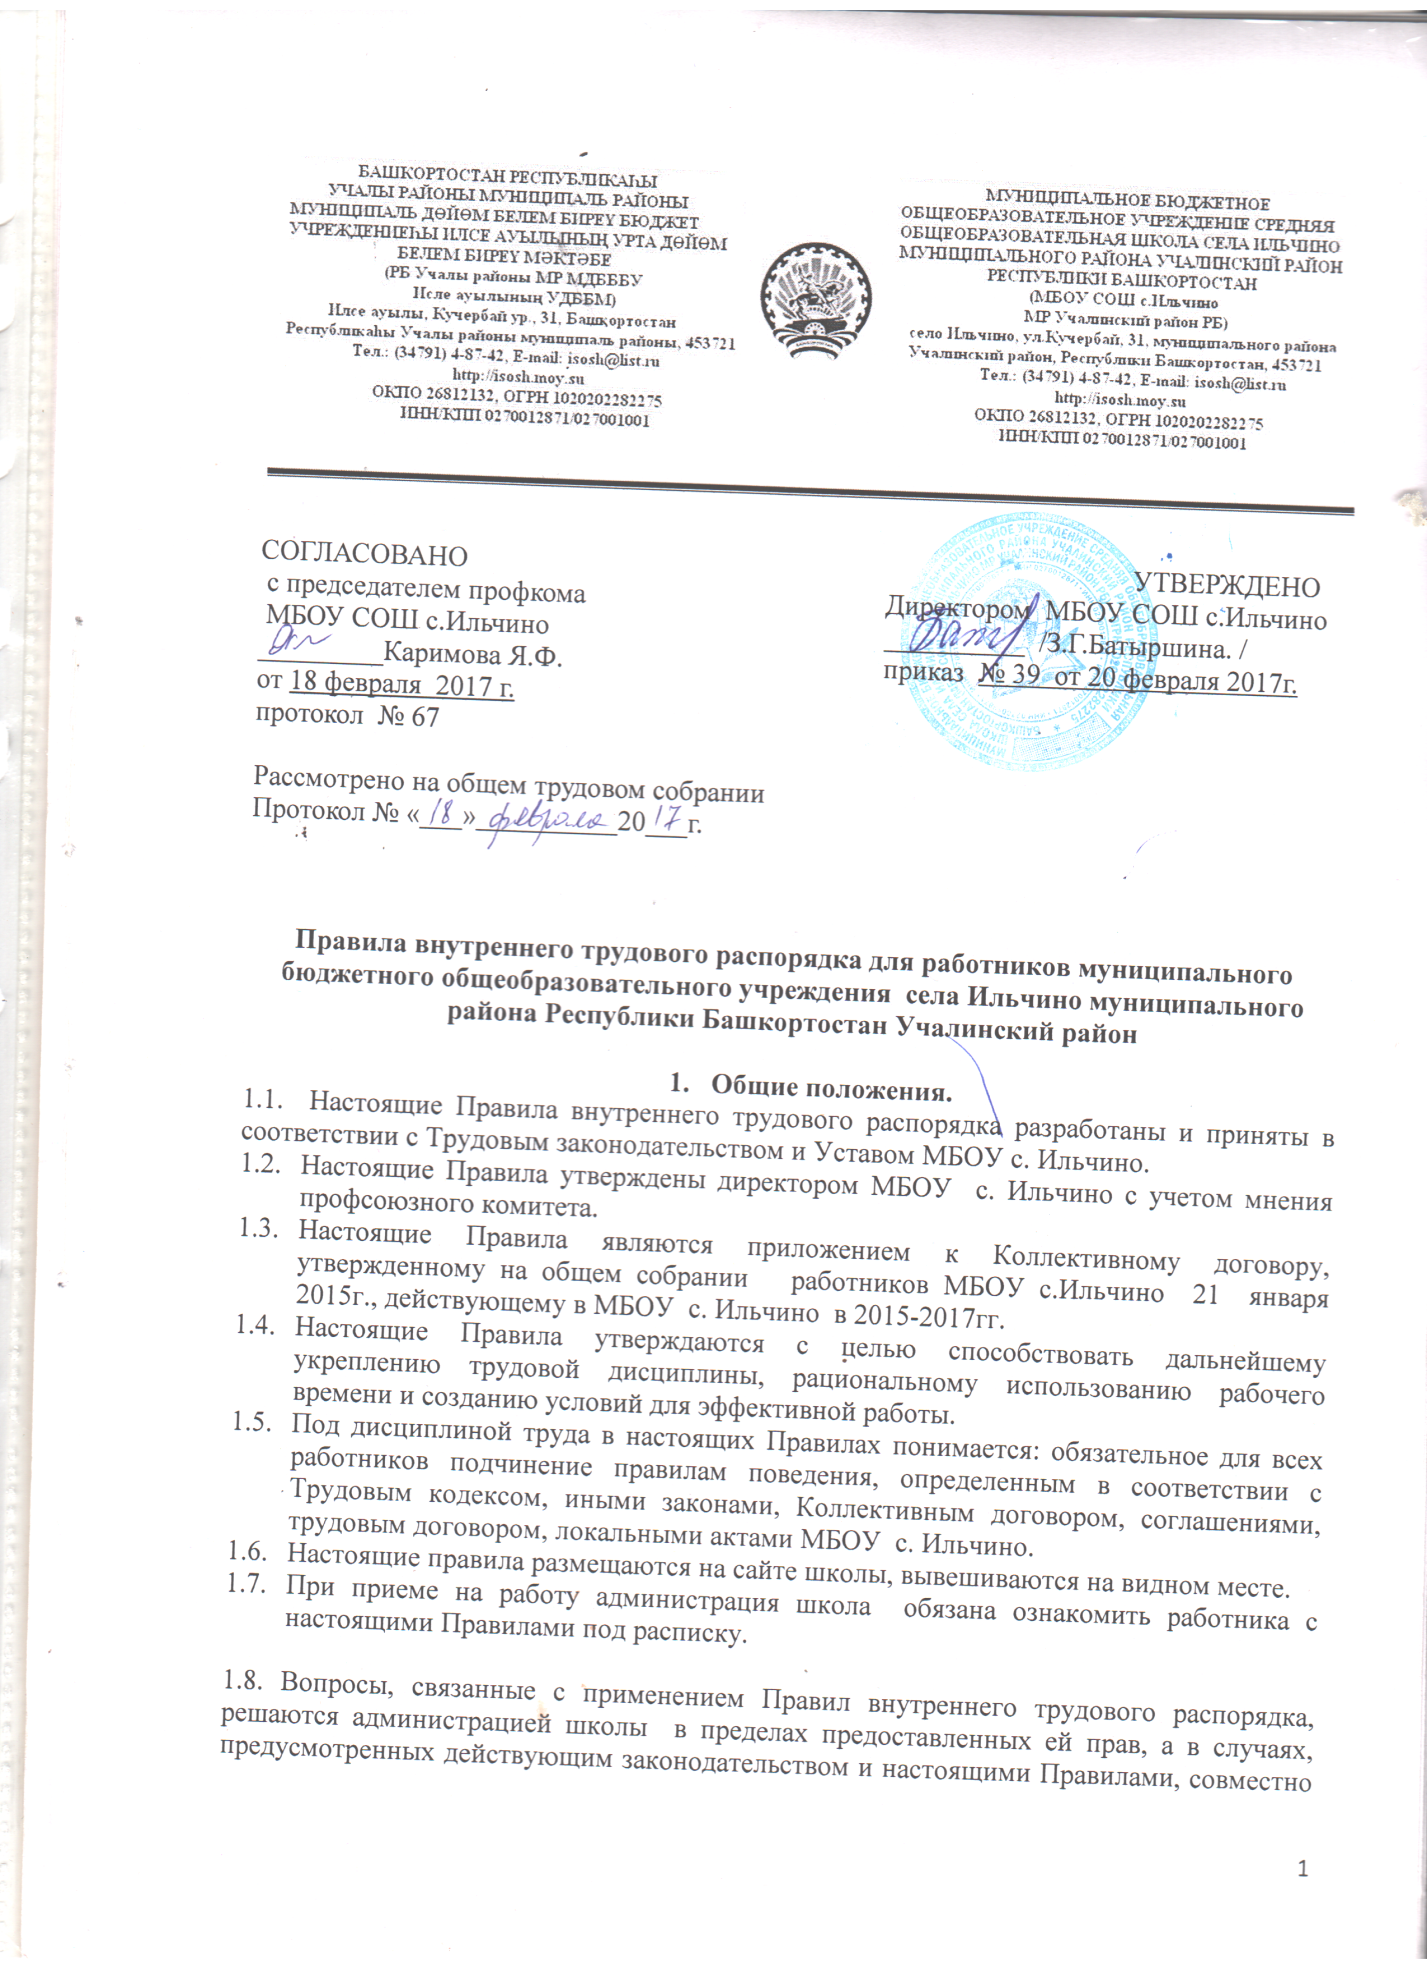 БАШКОРТОСТАН РЕСПУБЛИКАҺЫ
УЧАЛЫ РАЙОНЫ МУНИЦИПАЛЬ РАЙОНЫ
МУНИЦИПАЛЬ ДӨЙӨМ БЕЛЕМ БИРЕҮ БЮДЖЕТ
УЧРЕЖДЕНИЕҺЫ ИЛСЕ АУЫЛЫНЫҢ УРТА ДӨЙӨМ
БЕЛЕМ БИРЕҮ МӘКТӘБЕ
(РБ Учалы районы МР МДБББУ
Исле ауылының УДББМ)
Илсе ауылы, Кучербай ур., 31, Башҡортостан
Республикаһы Учалы районы муниципаль районы, 453721
Тел.: (34791) 4-87-42, E-mail: isosh@list.ru
http://isosh.moy.su
ОКПО 26812132, ОГРН 1020202282275
ИНН/КПП 0270012871/027001001
МУНИЦИПАЛЬНОЕ БЮДЖЕТНОЕ
ОБЩЕОБРАЗОВАТЕЛЬНОЕ УЧРЕЖДЕНИЕ СРЕДНЯЯ
ОБЩЕОБРАЗОВАТЕЛЬНАЯ ШКОЛА СЕЛА ИЛЬЧИНО
МУНИЦИПАЛЬНОГО РАЙОНА УЧАЛИНСКИЙ РАЙОН
РЕСПУБЛИКИ БАШКОРТОСТАН
(МБОУ СОШ с.Ильчино
МР Учалинский район РБ)
село Ильчино, ул.Кучербай, 31, муниципального района
Учалинский район, Республики Башкортостан, 453721
Тел.: (34791) 4-87-42, E-mail: isosh@list.ru
http://isosh.moy.su
ОКПО 26812132, ОГРН 1020202282275
ИНН/КПП 0270012871/027001001
СОГЛАСОВАНО
с председателем профкома
МБОУ СОШ с.Ильчино
_________Каримова Я.Ф.
от 18 февраля 2017 г.
протокол № 67
УТВЕРЖДЕНО
Директором МБОУ СОШ с.Ильчино
__________ /З.Г.Батыршина. /
приказ № 39 от 20 февраля 2017г.
Рассмотрено на общем трудовом собрании
Протокол № «18» февраля 2017 г.
Правила внутреннего трудового распорядка для работников муниципального
бюджетного общеобразовательного учреждения села Ильчино муниципального
района Республики Башкортостан Учалинский район
1. Общие положения.
1.1. Настоящие Правила внутреннего трудового распорядка разработаны и приняты в
соответствии с Трудовым законодательством и Уставом МБОУ с. Ильчино.
1.2. Настоящие Правила утверждены директором МБОУ с. Ильчино с учетом мнения
профсоюзного комитета.
1.3. Настоящие Правила являются приложением к Коллективному договору,
утвержденному на общем собрании работников МБОУ с.Ильчино 21 января
2015г., действующему в МБОУ с. Ильчино в 2015-2017гг.
1.4. Настоящие Правила утверждаются с целью способствовать дальнейшему
укреплению трудовой дисциплины, рациональному использованию рабочего
времени и созданию условий для эффективной работы.
1.5. Под дисциплиной труда в настоящих Правилах понимается: обязательное для всех
работников подчинение правилам поведения, определенным в соответствии с
Трудовым кодексом, иными законами, Коллективным договором, соглашениями,
трудовым договором, локальными актами МБОУ с. Ильчино.
1.6. Настоящие правила размещаются на сайте школы, вывешиваются на видном месте.
1.7. При приеме на работу администрация школа обязана ознакомить работника с
настоящими Правилами под расписку.
1.8. Вопросы, связанные с применением Правил внутреннего трудового распорядка,
решаются администрацией школы в пределах предоставленных ей прав, а в случаях,
предусмотренных действующим законодательством и настоящими Правилами, совместно
1